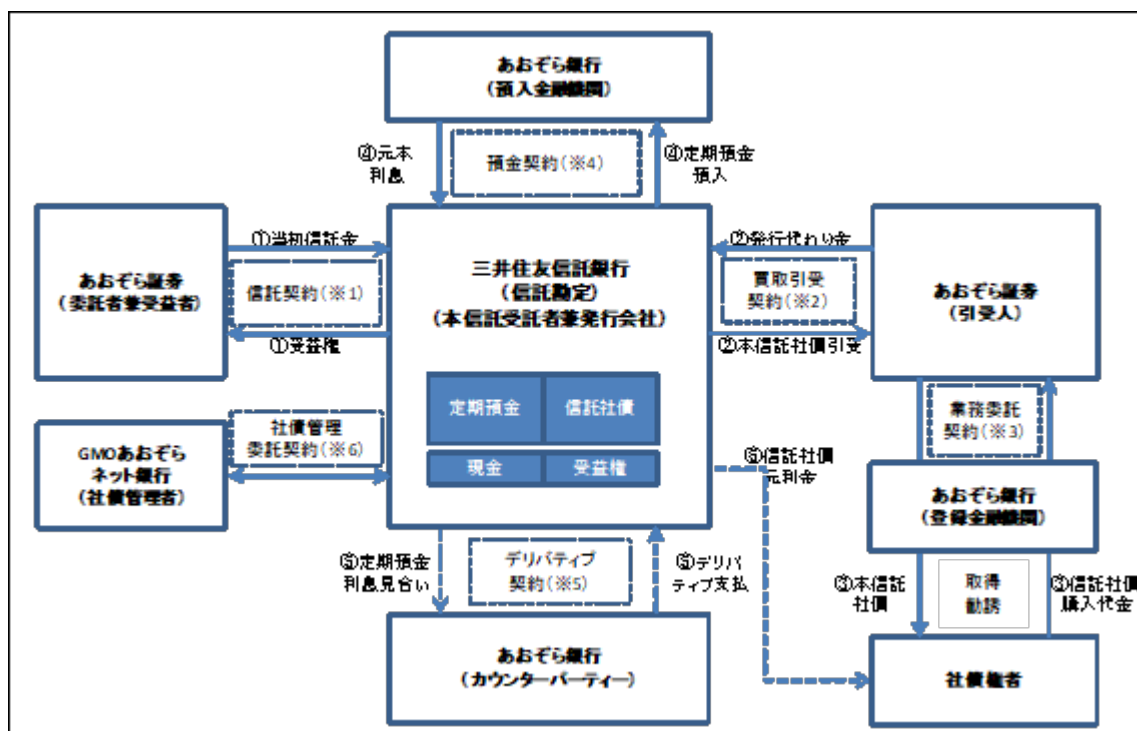 あおぞら銀行
（預入金融機関）
④元本
利息
預金契約（※4）
④定期預金
預入
あおぞら証券
（委託者兼受益者）
①当初信託金
信託契約（※1）
①受益権
三井住友信託銀行
（信託勘定）
（本信託受託者兼発行会社）
定期預金
信託社債
現金
受益権
②発行代わり金
買取引受
契約（※2）
②本信託社債引受
あおぞら証券
（引受人）
GMOあおぞら
ネット銀行
（社債管理者）
社債管理
委託契約（※6）
業務委託
契約（※3）
⑥信託社債
元利金
あおぞら銀行
（登録金融機関）
⑤定期預金
利息見合い
デリバティブ
契約（※5）
⑤デリバ
ティブ支払
③本信託
社債
取得
勧誘
③信託社債
購入代金
あおぞら銀行
（カウンターパーティー）
社債権者